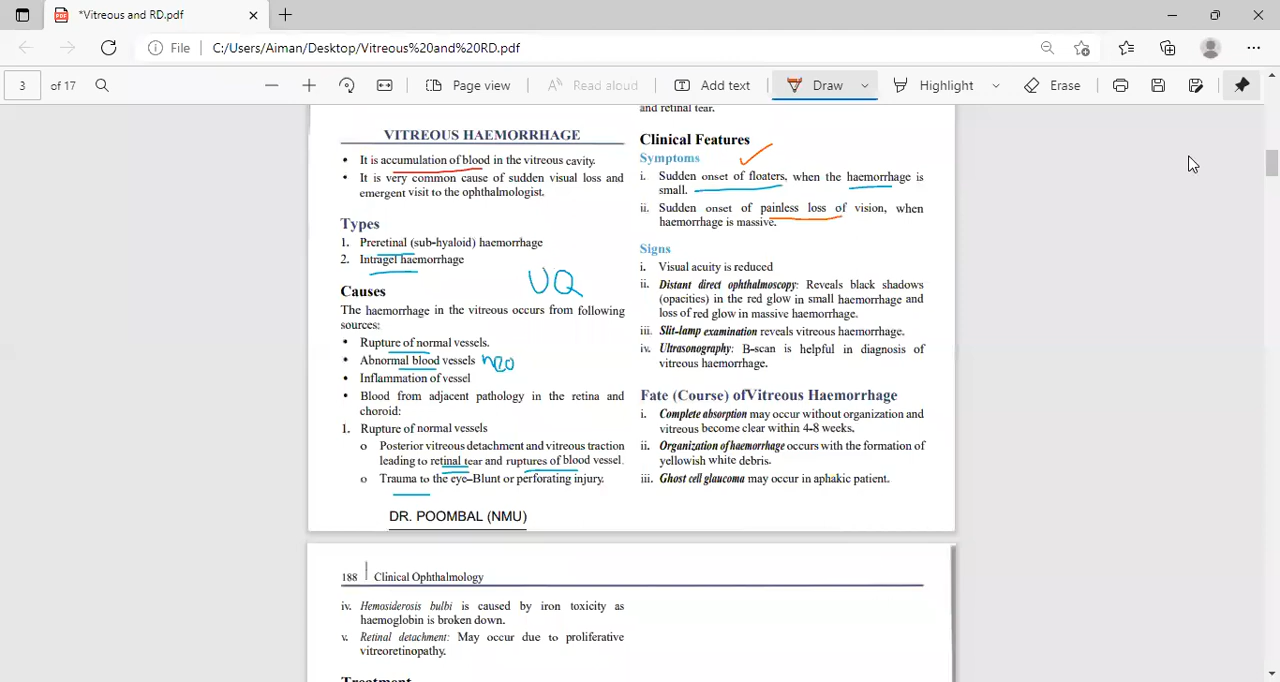 *Vitreous and RD.pdf
File
C:/Users/Aiman/Desktop/Vitreous%20and%20RD.pdf
3 of 17
Page view
Read aloud
Add text
Draw
Highlight
Erase
VITREOUS HAEMORRHAGE
• It is accumulation of blood in the vitreous cavity.
• It is very common cause of sudden visual loss and
emergent visit to the ophthalmologist.
Types
1. Preretinal (sub-hyaloid) haemorrhage
2. Intragel haemorrhage
UQ
Causes
The haemorrhage in the vitreous occurs from following
sources:
• Rupture of normal vessels.
• Abnormal blood vessels neo
• Inflammation of vessel
• Blood from adjacent pathology in the retina and
choroid:
1. Rupture of normal vessels
o Posterior vitreous detachment and vitreous traction
leading to retinal tear and ruptures of blood vessel.
o Trauma to the eye–Blunt or perforating injury.
DR. POOMBAL (NMU)
and retinal tear.
Clinical Features
Symptoms
i. Sudden onset of floaters, when the haemorrhage is
small.
ii. Sudden onset of painless loss of vision, when
haemorrhage is massive.
Signs
i. Visual acuity is reduced
ii. Distant direct ophthalmoscopy: Reveals black shadows
(opacities) in the red glow in small haemorrhage and
loss of red glow in massive haemorrhage.
iii. Slit-lamp examination reveals vitreous haemorrhage.
iv. Ultrasonography: B-scan is helpful in diagnosis of
vitreous haemorrhage.
Fate (Course) ofVitreous Haemorrhage
i. Complete absorption may occur without organization and
vitreous become clear within 4-8 weeks.
ii. Organization of haemorrhage occurs with the formation of
yellowish white debris.
iii. Ghost cell glaucoma may occur in aphakic patient.
188 Clinical Ophthalmology
iv. Hemosiderosis bulbi is caused by iron toxicity as
haemoglobin is broken down.
v. Retinal detachment: May occur due to proliferative
vitreoretinopathy.
Treatment